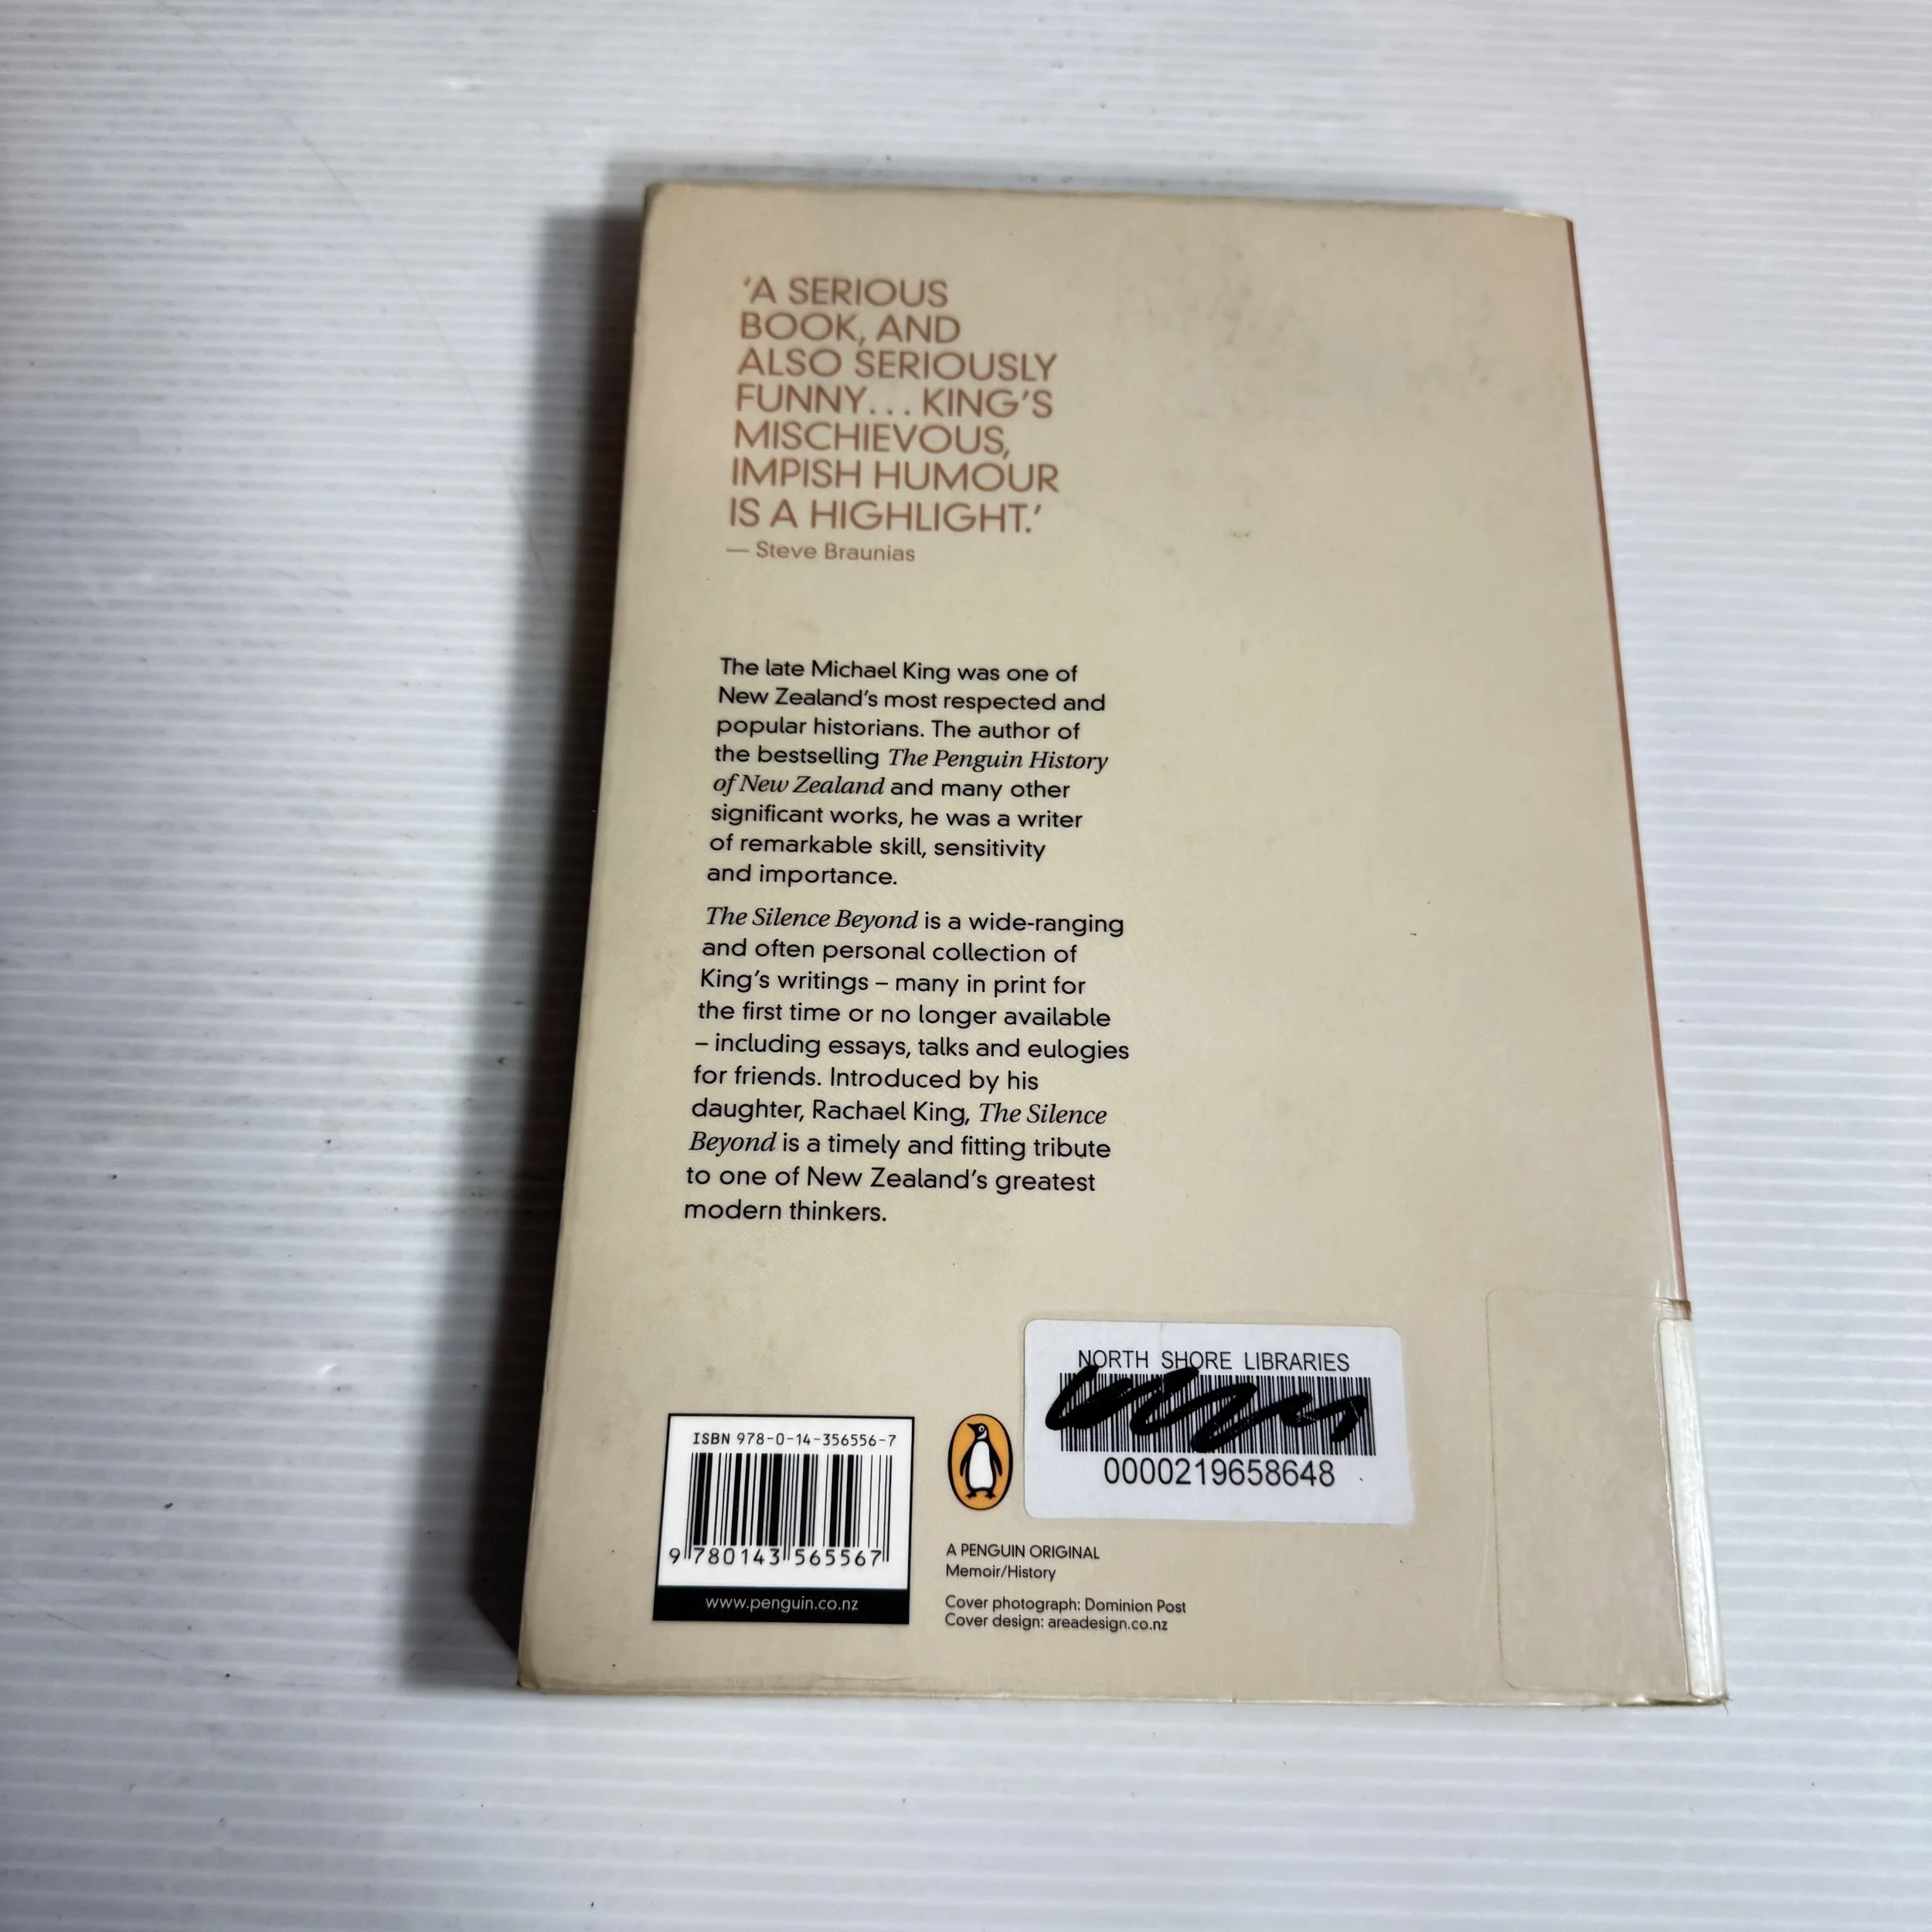 ‘A SERIOUS
BOOK, AND
ALSO SERIOUSLY
FUNNY... KING’S
MISCHIEVOUS,
IMPISH HUMOUR
IS A HIGHLIGHT.’
— Steve Braunias
The late Michael King was one of
New Zealand’s most respected and
popular historians. The author of
the bestselling The Penguin History
of New Zealand and many other
significant works, he was a writer
of remarkable skill, sensitivity
and importance.
The Silence Beyond is a wide-ranging
and often personal collection of
King’s writings – many in print for
the first time or no longer available
– including essays, talks and eulogies
for friends. Introduced by his
daughter, Rachael King, The Silence
Beyond is a timely and fitting tribute
to one of New Zealand’s greatest
modern thinkers.
NORTH SHORE LIBRARIES
0000219658648
ISBN 978-0-14-356556-7
9 780143 565567
www.penguin.co.nz
A PENGUIN ORIGINAL
Memoir/History
Cover photograph: Dominion Post
Cover design: areadesign.co.nz